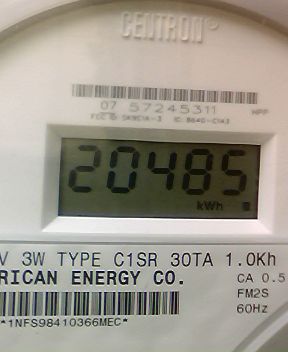 CENTRON®
07 57245311
20485
kWh
V 3W TYPE C1SR 30TA 1.0Kh
RICAN ENERGY CO.
CA 0.5
FM2S
60Hz
*1NFS98410366MEC*